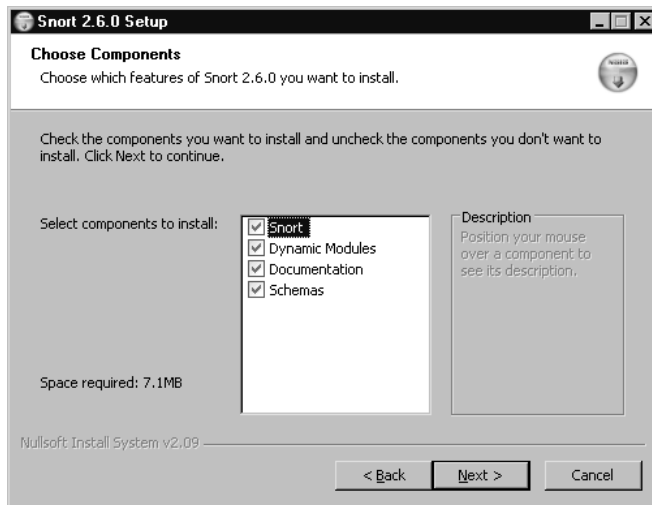 Snort 2.6.0 Setup
Choose Components
Choose which features of Snort 2.6.0 you want to install.
Check the components you want to install and uncheck the components you don't want to
install. Click Next to continue.
Select components to install:
Snort
Dynamic Modules
Documentation
Schemas
Description
Position your mouse
over a component to
see its description.
Space required: 7.1MB
Nullsoft Install System v2.09
< Back
Next >
Cancel